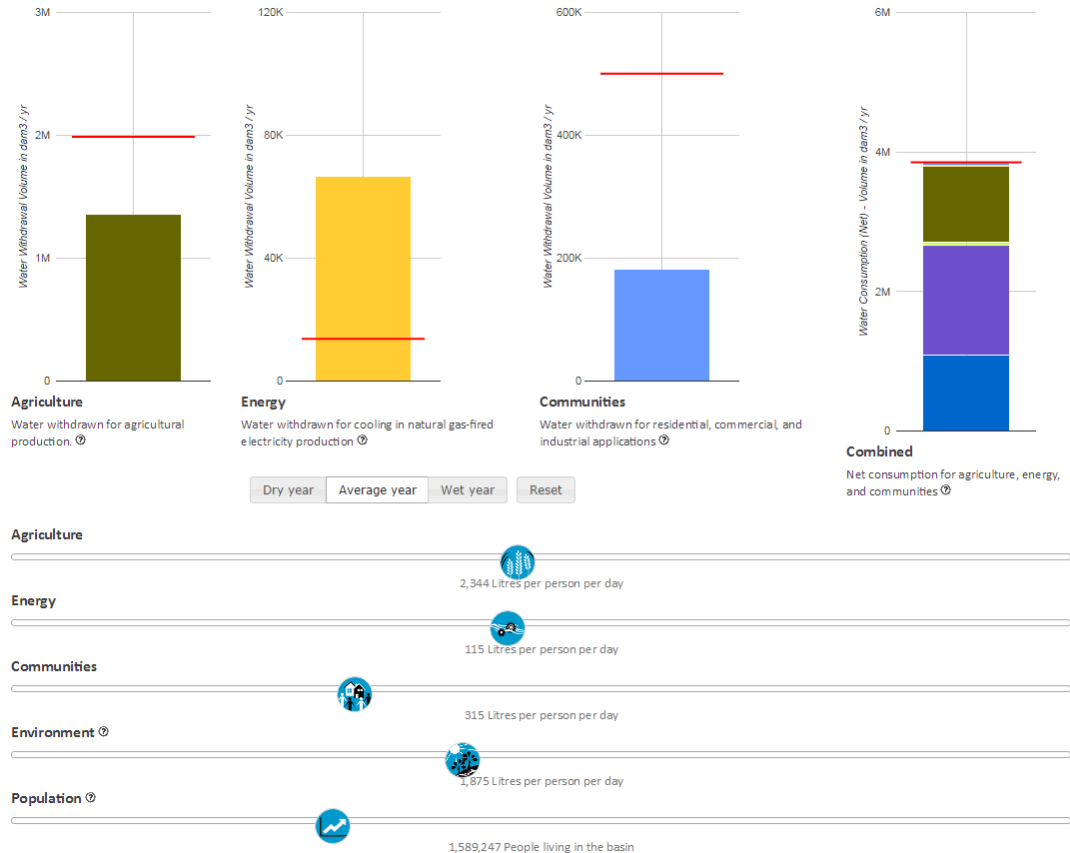 3M
2M
1M
0
Water Withdrawal Volume in dam3 / yr
Agriculture
Water withdrawn for agricultural
production. ?
120K
80K
40K
0
Water Withdrawal Volume in dam3 / yr
Energy
Water withdrawn for cooling in natural gas-fired
electricity production ?
600K
400K
200K
0
Water Withdrawal Volume in dam3 / yr
Communities
Water withdrawn for residential, commercial, and
industrial applications ?
6M
4M
2M
0
Water Consumption (Net) - Volume in dam3 / yr
Combined
Net consumption for agriculture, energy,
and communities ?
Dry year Average year Wet year Reset
Agriculture
2,344 Litres per person per day
Energy
115 Litres per person per day
Communities
315 Litres per person per day
Environment ?
1,875 Litres per person per day
Population ?
1,589,247 People living in the basin